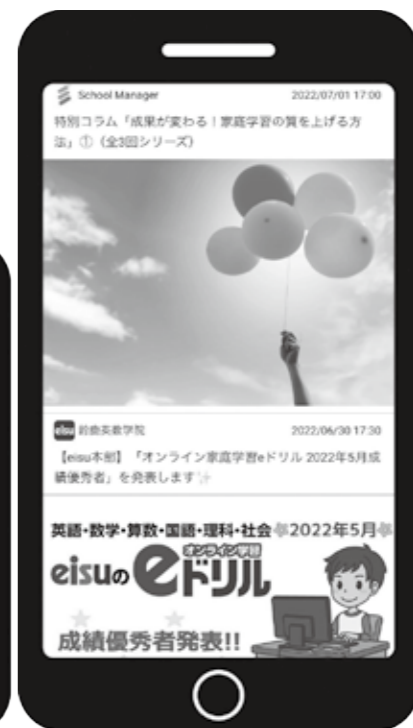 School Manager 2022/07/01 17:00
特別コラム「成果が変わる！家庭学習の質を上げる方
法」①（全3回シリーズ）
eisu 鈴鹿英数学院 2022/06/30 17:30
【eisu本部】「オンライン家庭学習eドリル 2022年5月成
績優秀者」を発表します✨
英語・数学・算数・国語・理科・社会 2022年5月
オンライン学習
eisuの eドリル
成績優秀者発表!!